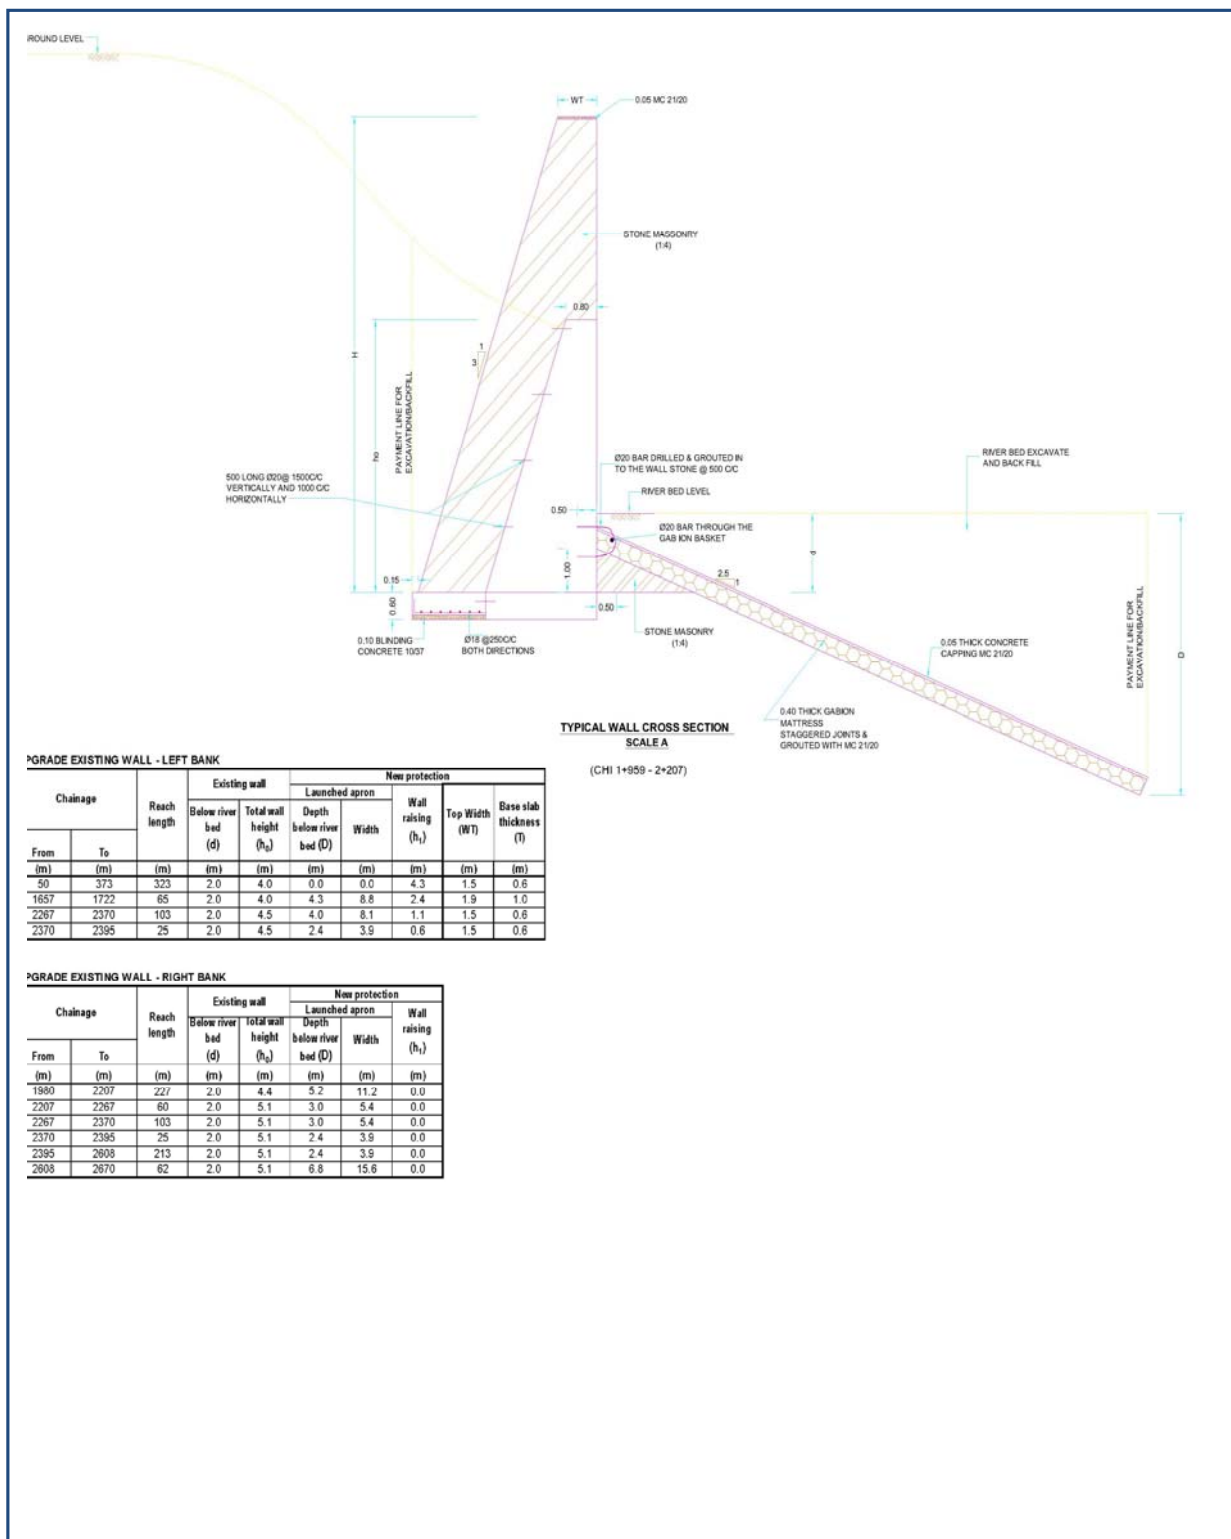 ROUND LEVEL
WT
0.05 MC 21/20
STONE MASSONRY
(1:4)
0.80
H
1
3
ho
PAYMENT LINE FOR
EXCAVATION/BACKFILL
500 LONG Ø20@ 1500C/C
VERTICALLY AND 1000 C/C
HORIZONTALLY
Ø20 BAR DRILLED & GROUTED IN
TO THE WALL STONE @ 500 C/C
RIVER BED EXCAVATE
AND BACK FILL
RIVER BED LEVEL
0.50
Ø20 BAR THROUGH THE
GAB ION BASKET
d
1.00
2.5
1
0.15
0.60
0.50
0,10 BLINDING
CONCRETE 10/37
Ø18 @250C/C
BOTH DIRECTIONS
STONE MASONRY
(1:4)
0.05 THICK CONCRETE
CAPPING MC 21/20
PAYMENT LINE FOR
EXCAVATION/BACKFILL
D
0.40 THICK GABION
MATTRESS
STAGGERED JOINTS &
GROUTED WITH MC 21/20
TYPICAL WALL CROSS SECTION
SCALE A
(CHI 1+959 - 2+207)
PGRADE EXISTING WALL - LEFT BANK
Chainage Reach length Existing wall New protection
Launched apron
Below river bed (d) Total wall height (h₀) Depth below river bed (D) Width Wall raising (h₁) Top Width (WT) Base slab thickness (T)
From To
(m) (m) (m) (m) (m) (m) (m) (m) (m) (m)
50 373 323 2.0 4.0 0.0 0.0 4.3 1.5 0.6
1657 1722 65 2.0 4.0 4.3 8.8 2.4 1.9 1.0
2267 2370 103 2.0 4.5 4.0 8.1 1.1 1.5 0.6
2370 2395 25 2.0 4.5 2.4 3.9 0.6 1.5 0.6
PGRADE EXISTING WALL - RIGHT BANK
Chainage Reach length Existing wall New protection
Launched apron
Below river bed (d) Total wall height (h₀) Depth below river bed (D) Width Wall raising (h₁)
From To
(m) (m) (m) (m) (m) (m) (m) (m)
1980 2207 227 2.0 4.4 5.2 11.2 0.0
2207 2267 60 2.0 5.1 3.0 5.4 0.0
2267 2370 103 2.0 5.1 3.0 5.4 0.0
2370 2395 25 2.0 5.1 2.4 3.9 0.0
2395 2608 213 2.0 5.1 2.4 3.9 0.0
2608 2670 62 2.0 5.1 6.8 15.6 0.0